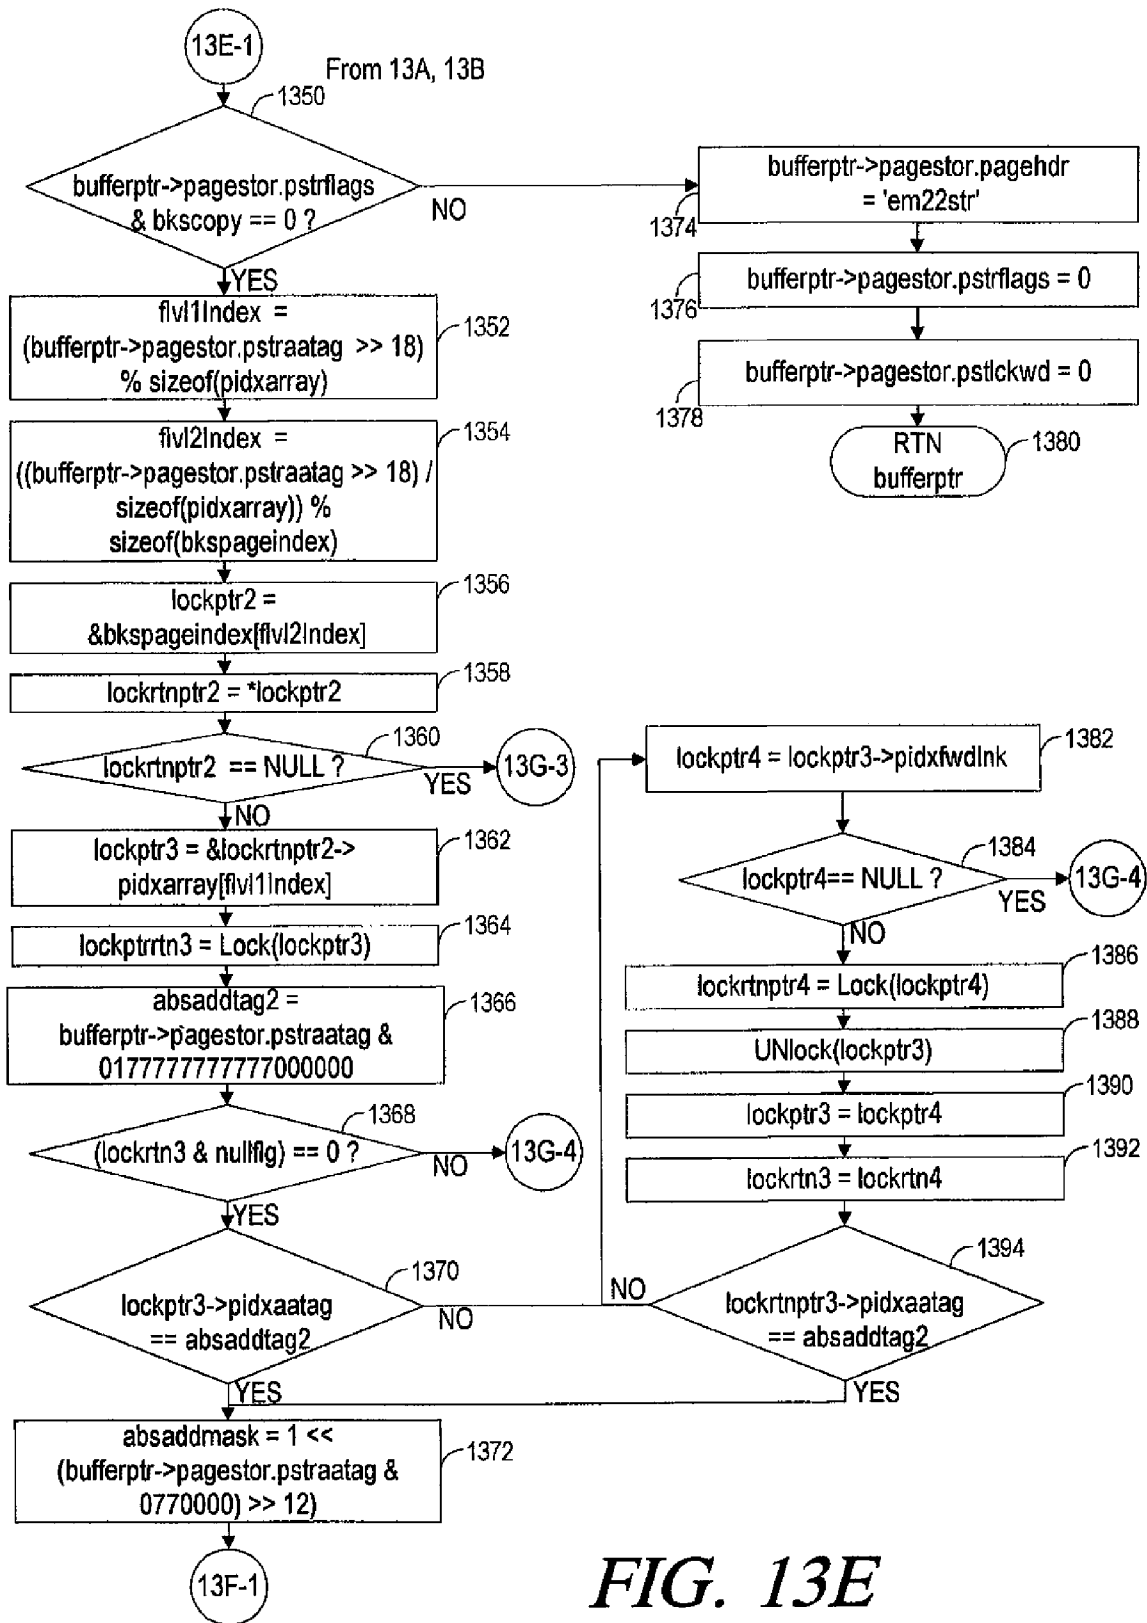 13E-1
From 13A, 13B
1350
bufferptr->pagestor.pstrflags
& bkscopy == 0 ?
NO
YES
bufferptr->pagestor.pagehdr
= 'em22str'
1374
bufferptr->pagestor.pstrflags = 0
1376
bufferptr->pagestor.pstlckwd = 0
1378
RTN
bufferptr
1380
flvl1Index =
(bufferptr->pagestor.pstraatag >> 18)
% sizeof(pidxarray)
1352
flvl2Index =
((bufferptr->pagestor.pstraatag >> 18) /
sizeof(pidxarray)) %
sizeof(bkspageindex)
1354
lockptr2 =
&bkspageindex[flvl2Index]
1356
lockrtnptr2 = *lockptr2
1358
lockrtnptr2 == NULL ?
1360
YES
13G-3
NO
lockptr3 = &lockrtnptr2->
pidxarray[flvl1Index]
1362
lockptrrtn3 = Lock(lockptr3)
1364
absaddtag2 =
bufferptr->pagestor.pstraatag &
0177777777777000000
1366
(lockrtn3 & nullflg) == 0 ?
1368
NO
13G-4
YES
lockptr3->pidxaatag
== absaddtag2
1370
NO
YES
absaddmask = 1 <<
(bufferptr->pagestor.pstraatag &
0770000) >> 12)
1372
13F-1
lockptr4 = lockptr3->pidxfwdlnk
1382
lockptr4== NULL ?
1384
YES
13G-4
NO
lockrtnptr4 = Lock(lockptr4)
1386
UNlock(lockptr3)
1388
lockptr3 = lockptr4
1390
lockrtn3 = lockrtn4
1392
lockrtnptr3->pidxaatag
== absaddtag2
1394
NO
YES
FIG. 13E